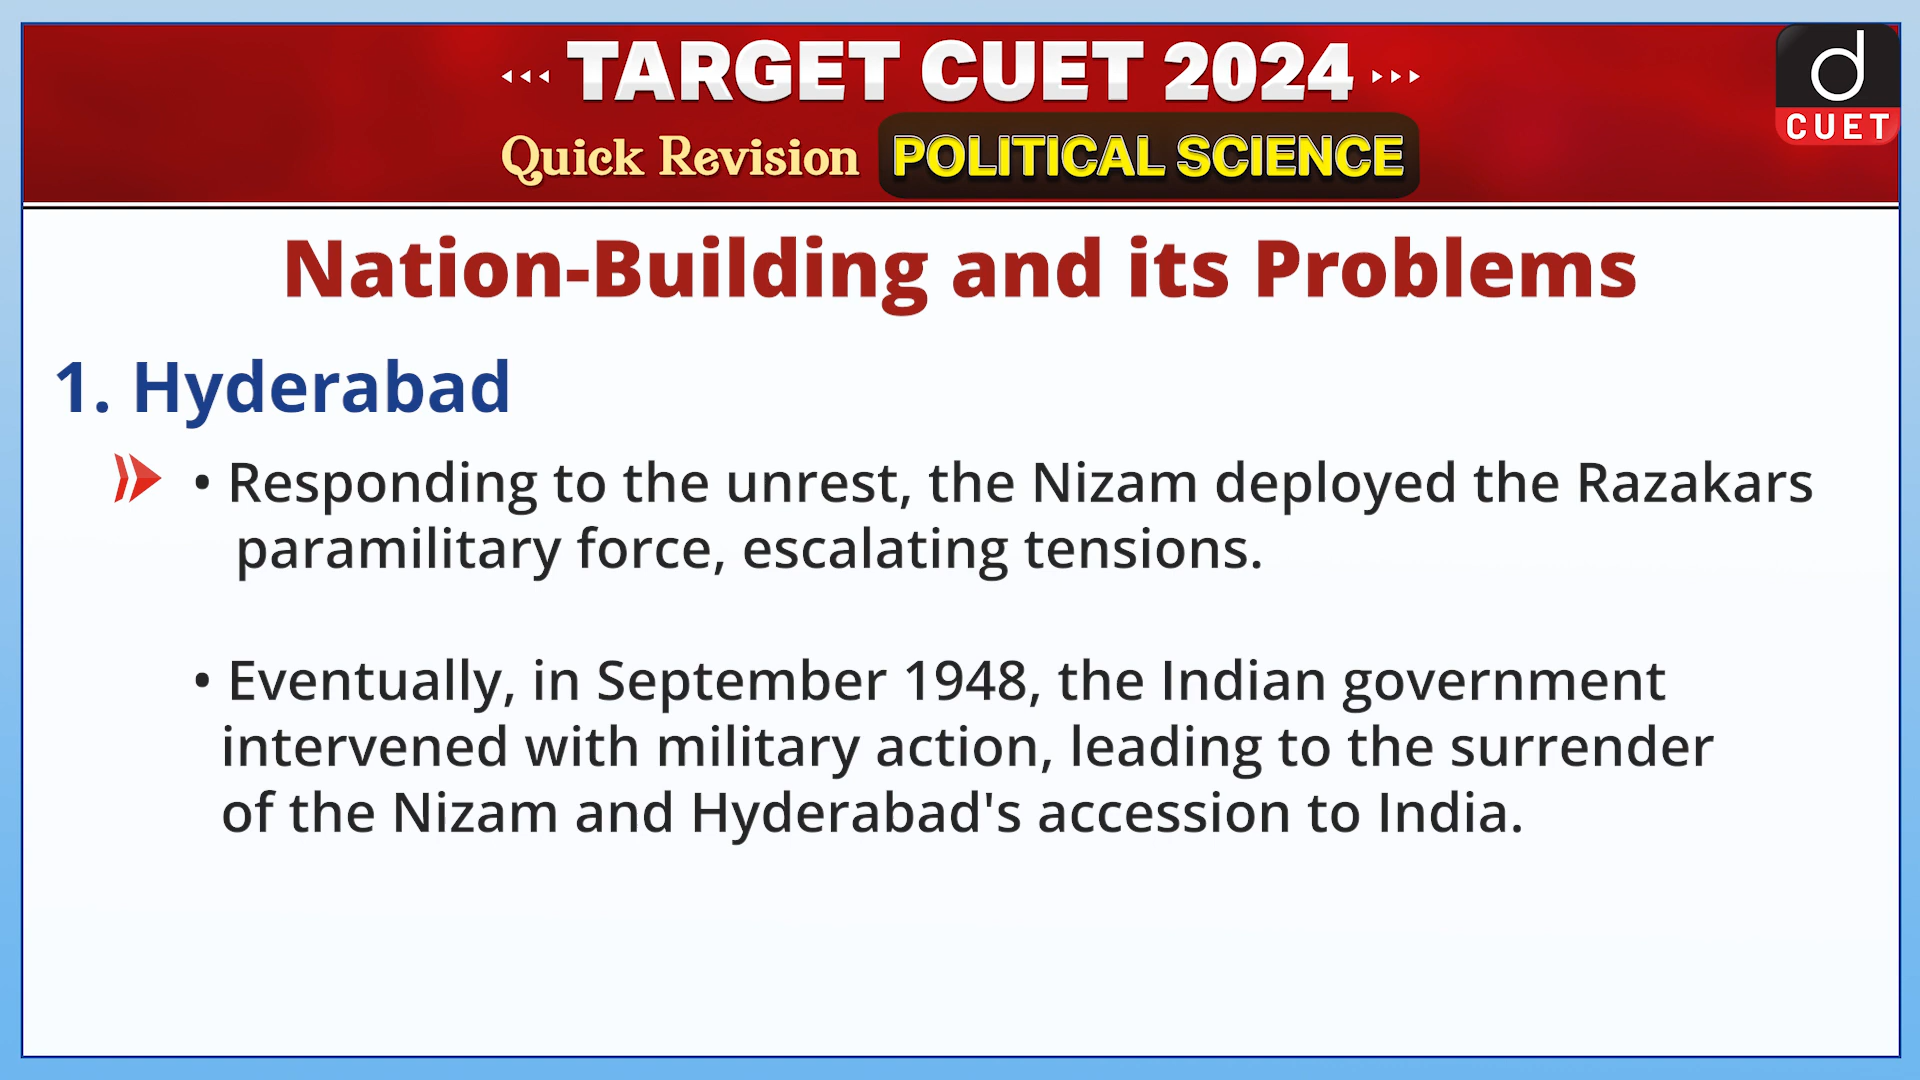 TARGET CUET 2024
Quick Revision POLITICAL SCIENCE
d
CUET
Nation-Building and its Problems
1. Hyderabad
• Responding to the unrest, the Nizam deployed the Razakars
paramilitary force, escalating tensions.
• Eventually, in September 1948, the Indian government
intervened with military action, leading to the surrender
of the Nizam and Hyderabad's accession to India.